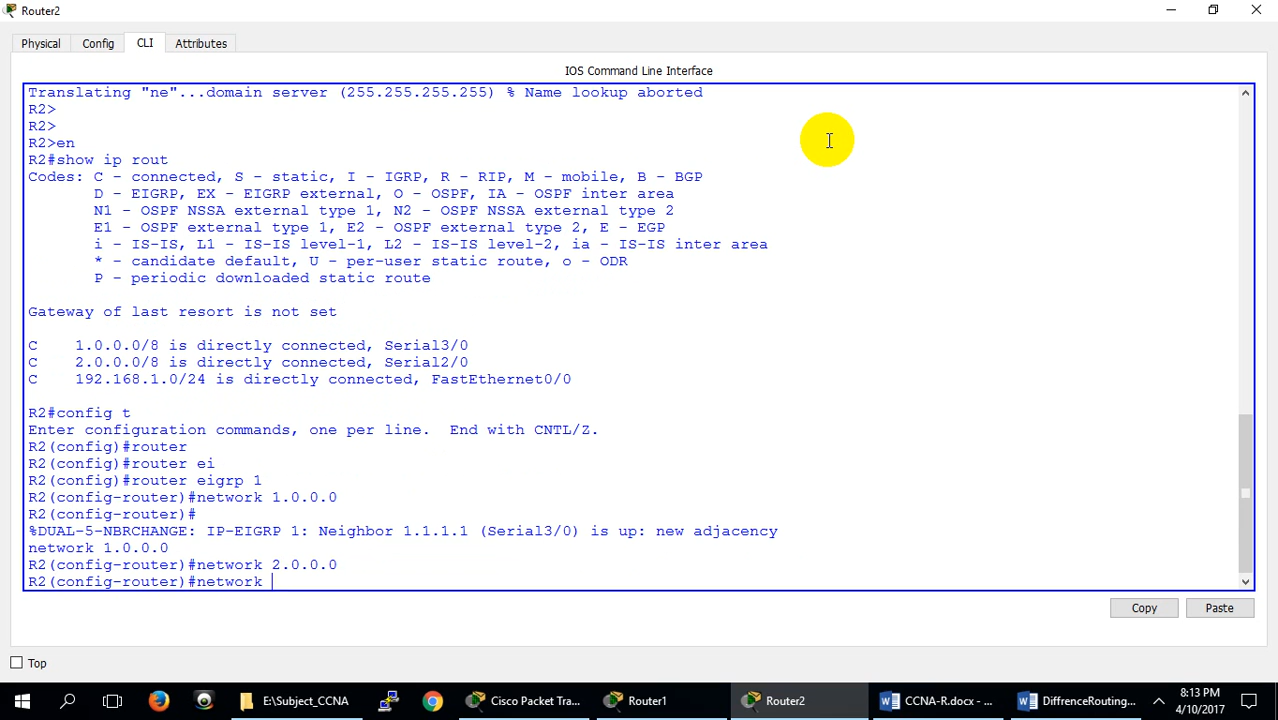 Router2
Physical Config CLI Attributes
IOS Command Line Interface
Translating "ne"...domain server (255.255.255.255) % Name lookup aborted
R2>
R2>
R2>en
R2#show ip rout
Codes: C - connected, S - static, I - IGRP, R - RIP, M - mobile, B - BGP
D - EIGRP, EX - EIGRP external, O - OSPF, IA - OSPF inter area
N1 - OSPF NSSA external type 1, N2 - OSPF NSSA external type 2
E1 - OSPF external type 1, E2 - OSPF external type 2, E - EGP
i - IS-IS, L1 - IS-IS level-1, L2 - IS-IS level-2, ia - IS-IS inter area
* - candidate default, U - per-user static route, o - ODR
P - periodic downloaded static route
Gateway of last resort is not set
C 1.0.0.0/8 is directly connected, Serial3/0
C 2.0.0.0/8 is directly connected, Serial2/0
C 192.168.1.0/24 is directly connected, FastEthernet0/0
R2#config t
Enter configuration commands, one per line. End with CNTL/Z.
R2(config)#router
R2(config)#router ei
R2(config)#router eigrp 1
R2(config-router)#network 1.0.0.0
R2(config-router)#
%DUAL-5-NBRCHANGE: IP-EIGRP 1: Neighbor 1.1.1.1 (Serial3/0) is up: new adjacency
network 1.0.0.0
R2(config-router)#network 2.0.0.0
R2(config-router)#network
Copy Paste
Top
E:\Subject_CCNA Cisco Packet Tra... Router1 Router2 CCNA-R.docx - ... DiffrenceRouting... 8:13 PM
4/10/2017